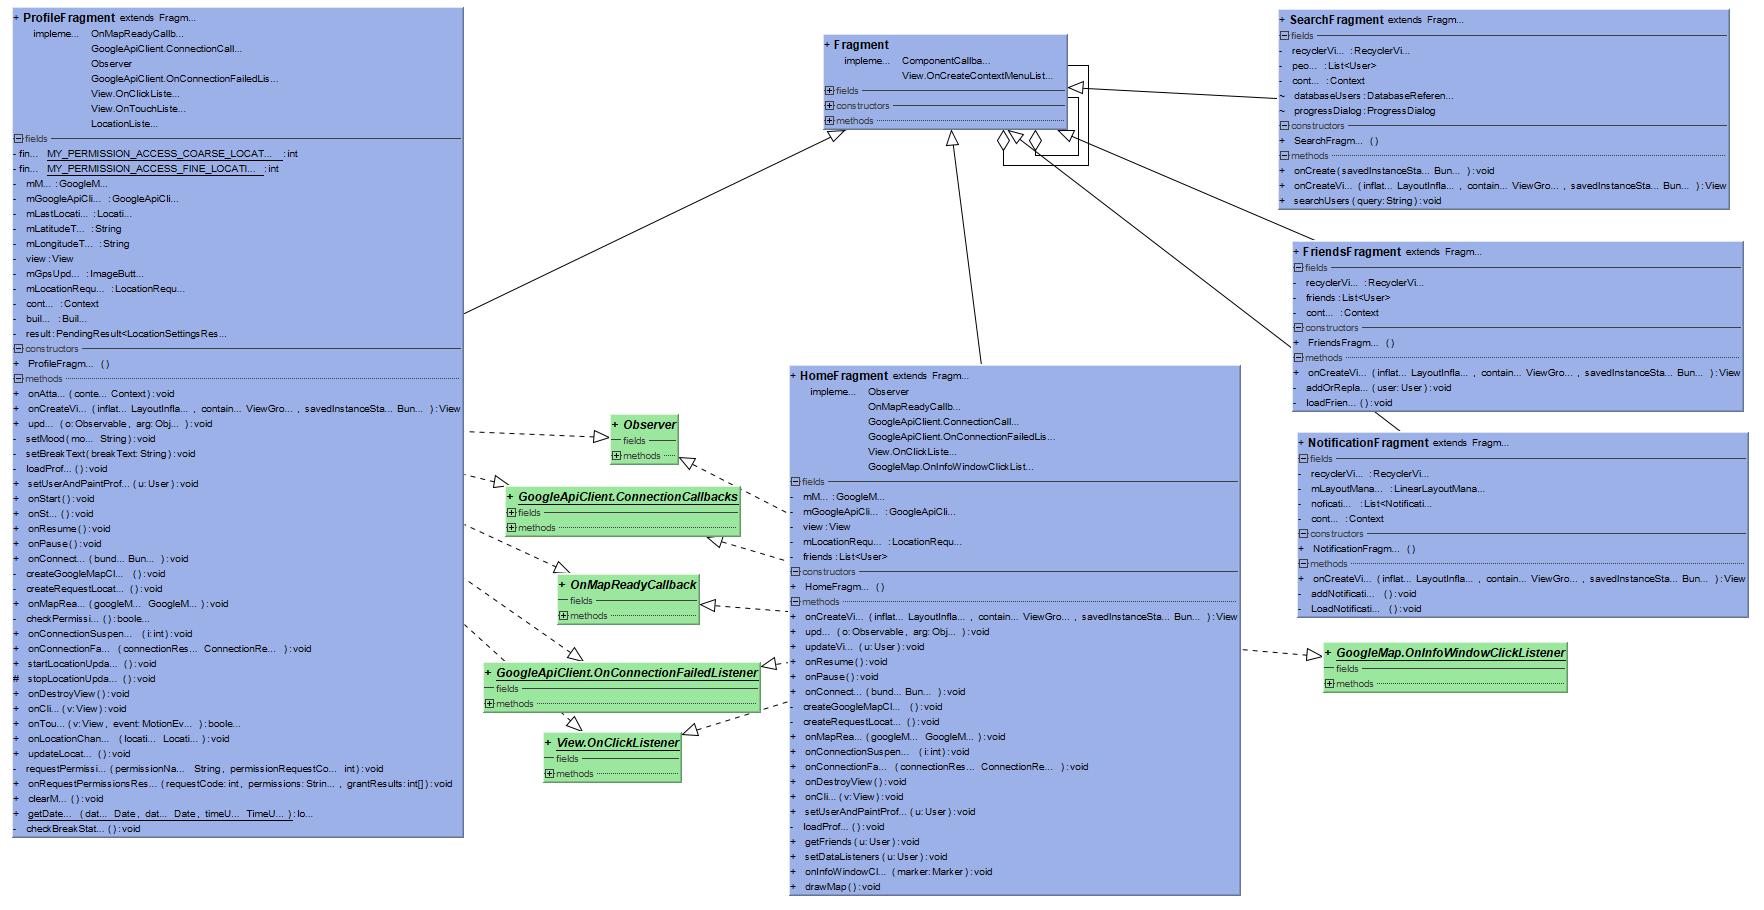 + ProfileFragment extends Fragm...
impleme... OnMapReadyCallb...
GoogleApiClient.ConnectionCall...
Observer
GoogleApiClient.OnConnectionFailedLis...
View.OnClickListe...
View.OnTouchListe...
LocationListe...
fields
- fin... MY_PERMISSION_ACCESS_COARSE_LOCAT... : int
- fin... MY_PERMISSION_ACCESS_FINE_LOCATI... : int
- mM... : GoogleM...
- mGoogleApiCli... : GoogleApiCli...
- mLastLocati... : Locati...
- mLatitudeT... : String
- mLongitudeT... : String
- view : View
- mGpsUpd... : ImageButt...
- mLocationRequ... : LocationRequ...
- cont... : Context
- buil... : Buil...
- result : PendingResult<LocationSettingsRes...
constructors
+ ProfileFragm... ( )
methods
+ onAtta... ( conte... Context ) : void
+ onCreateVi... ( inflat... LayoutInfla... , contain... ViewGro... , savedInstanceSta... Bun... ) : View
+ upd... ( o: Observable , arg: Obj... ) : void
- setMood ( mo... String ) : void
- setBreakText ( breakText: String ) : void
- loadProf... ( ) : void
+ setUserAndPaintProf... ( u: User ) : void
+ onStart ( ) : void
+ onSt... ( ) : void
+ onResume ( ) : void
+ onPause ( ) : void
+ onConnect... ( bund... Bun... ) : void
- createGoogleMapCl... ( ) : void
- createRequestLocat... ( ) : void
+ onMapRea... ( googleM... GoogleM... ) : void
- checkPermissi... ( ) : boole...
+ onConnectionSuspen... ( i: int ) : void
+ onConnectionFa... ( connectionRes... ConnectionRe... ) : void
+ startLocationUpda... ( ) : void
# stopLocationUpda... ( ) : void
+ onDestroyView ( ) : void
+ onCli... ( v: View ) : void
+ onTou... ( v: View , event: MotionEv... ) : boole...
+ onLocationChan... ( locati... Locati... ) : void
+ updateLocat... ( ) : void
- requestPermissi... ( permissionNa... String , permissionRequestCo... int ) : void
+ onRequestPermissionsRes... ( requestCode: int , permissions: Strin... , grantResults: int[] ) : void
+ clearM... ( ) : void
+ getDate... ( dat... Date , dat... Date , timeU... TimeU... ) : lo...
- checkBreakStat... ( ) : void
+ Fragment
impleme... ComponentCallba...
View.OnCreateContextMenuList...
fields
constructors
methods
+ SearchFragment extends Fragm...
fields
- recyclerVi... : RecyclerVi...
- peo... : List<User>
- cont... : Context
~ databaseUsers : DatabaseReferen...
~ progressDialog : ProgressDialog
constructors
+ SearchFragm... ( )
methods
+ onCreate ( savedInstanceSta... Bun... ) : void
+ onCreateVi... ( inflat... LayoutInfla... , contain... ViewGro... , savedInstanceSta... Bun... ) : View
+ searchUsers ( query: String ) : void
+ FriendsFragment extends Fragm...
fields
- recyclerVi... : RecyclerVi...
- friends : List<User>
- cont... : Context
constructors
+ FriendsFragm... ( )
methods
+ onCreateVi... ( inflat... LayoutInfla... , contain... ViewGro... , savedInstanceSta... Bun... ) : View
- addOrRepla... ( user: User ) : void
- loadFrien... ( ) : void
+ NotificationFragment extends Fragm...
fields
- recyclerVi... : RecyclerVi...
- mLayoutMana... : LinearLayoutMana...
- noficati... : List<Notificati...
- cont... : Context
constructors
+ NotificationFragm... ( )
methods
+ onCreateVi... ( inflat... LayoutInfla... , contain... ViewGro... , savedInstanceSta... Bun... ) : View
- addNotificati... ( ) : void
- LoadNotificati... ( ) : void
+ HomeFragment extends Fragm...
impleme... Observer
OnMapReadyCallb...
GoogleApiClient.ConnectionCall...
GoogleApiClient.OnConnectionFailedLis...
View.OnClickListe...
GoogleMap.OnInfoWindowClickList...
fields
- mM... : GoogleM...
- mGoogleApiCli... : GoogleApiCli...
- view : View
- mLocationRequ... : LocationRequ...
- friends : List<User>
constructors
+ HomeFragm... ( )
methods
+ onCreateVi... ( inflat... LayoutInfla... , contain... ViewGro... , savedInstanceSta... Bun... ) : View
+ upd... ( o: Observable , arg: Obj... ) : void
+ updateVi... ( u: User ) : void
+ onResume ( ) : void
+ onPause ( ) : void
+ onConnect... ( bund... Bun... ) : void
- createGoogleMapCl... ( ) : void
- createRequestLocat... ( ) : void
+ onMapRea... ( googleM... GoogleM... ) : void
+ onConnectionSuspen... ( i: int ) : void
+ onConnectionFa... ( connectionRes... ConnectionRe... ) : void
+ onDestroyView ( ) : void
+ onCli... ( v: View ) : void
+ setUserAndPaintProf... ( u: User ) : void
- loadProf... ( ) : void
+ getFriends ( u: User ) : void
+ setDataListeners ( u: User ) : void
+ onInfoWindowCl... ( marker: Marker ) : void
+ drawMap ( ) : void
+ Observer
fields
methods
+ GoogleApiClient.ConnectionCallbacks
fields
methods
+ OnMapReadyCallback
fields
methods
+ GoogleApiClient.OnConnectionFailedListener
fields
methods
+ View.OnClickListener
fields
methods
+ GoogleMap.OnInfoWindowClickListener
fields
methods